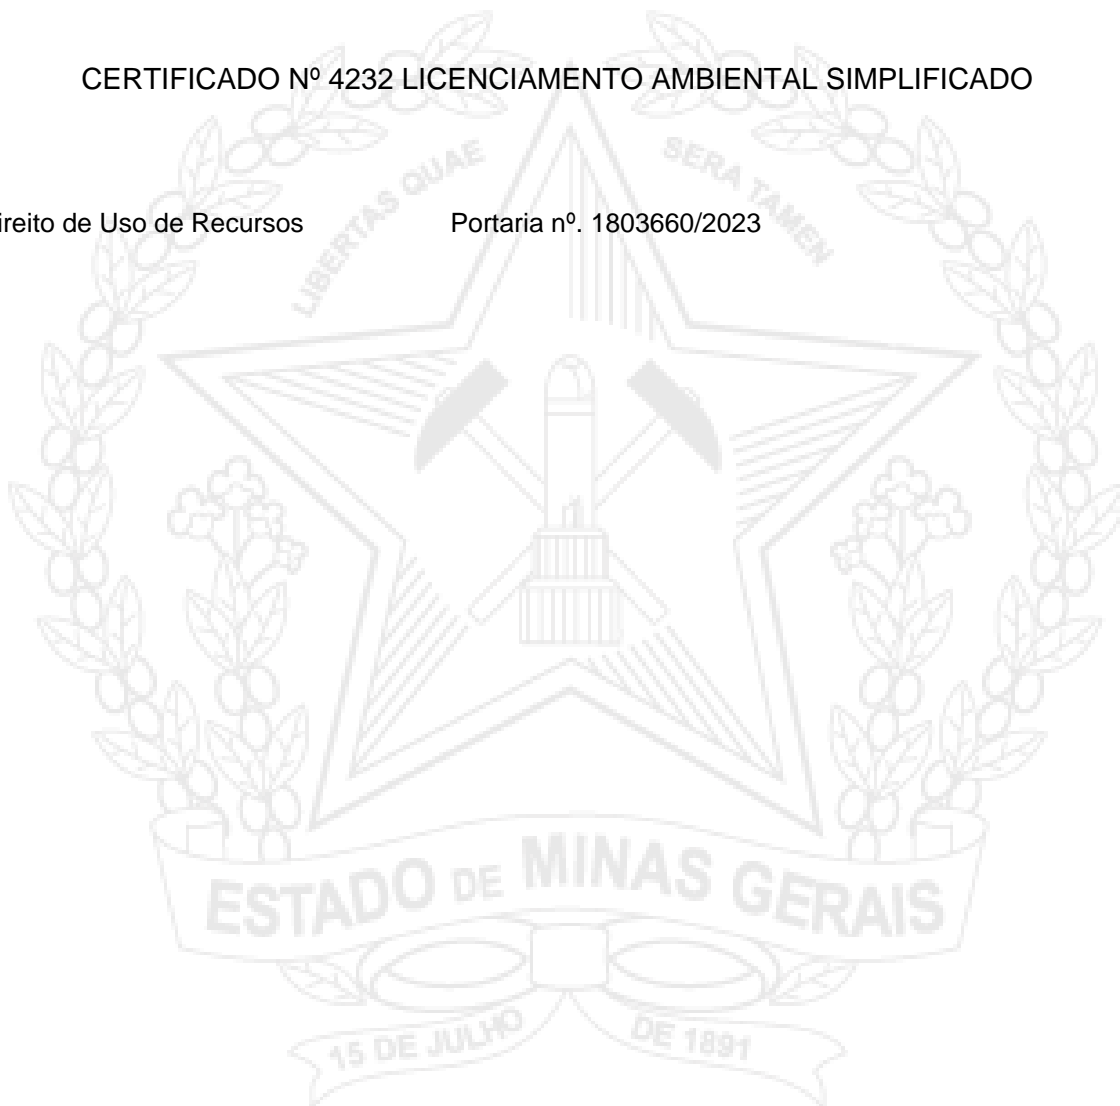 CERTIFICADO Nº 4232 LICENCIAMENTO AMBIENTAL SIMPLIFICADO
LIBERTAS QUAE SERA TAMEN
ireito de Uso de Recursos Portaria nº. 1803660/2023
ESTADO DE MINAS GERAIS
15 DE JULHO DE 1891